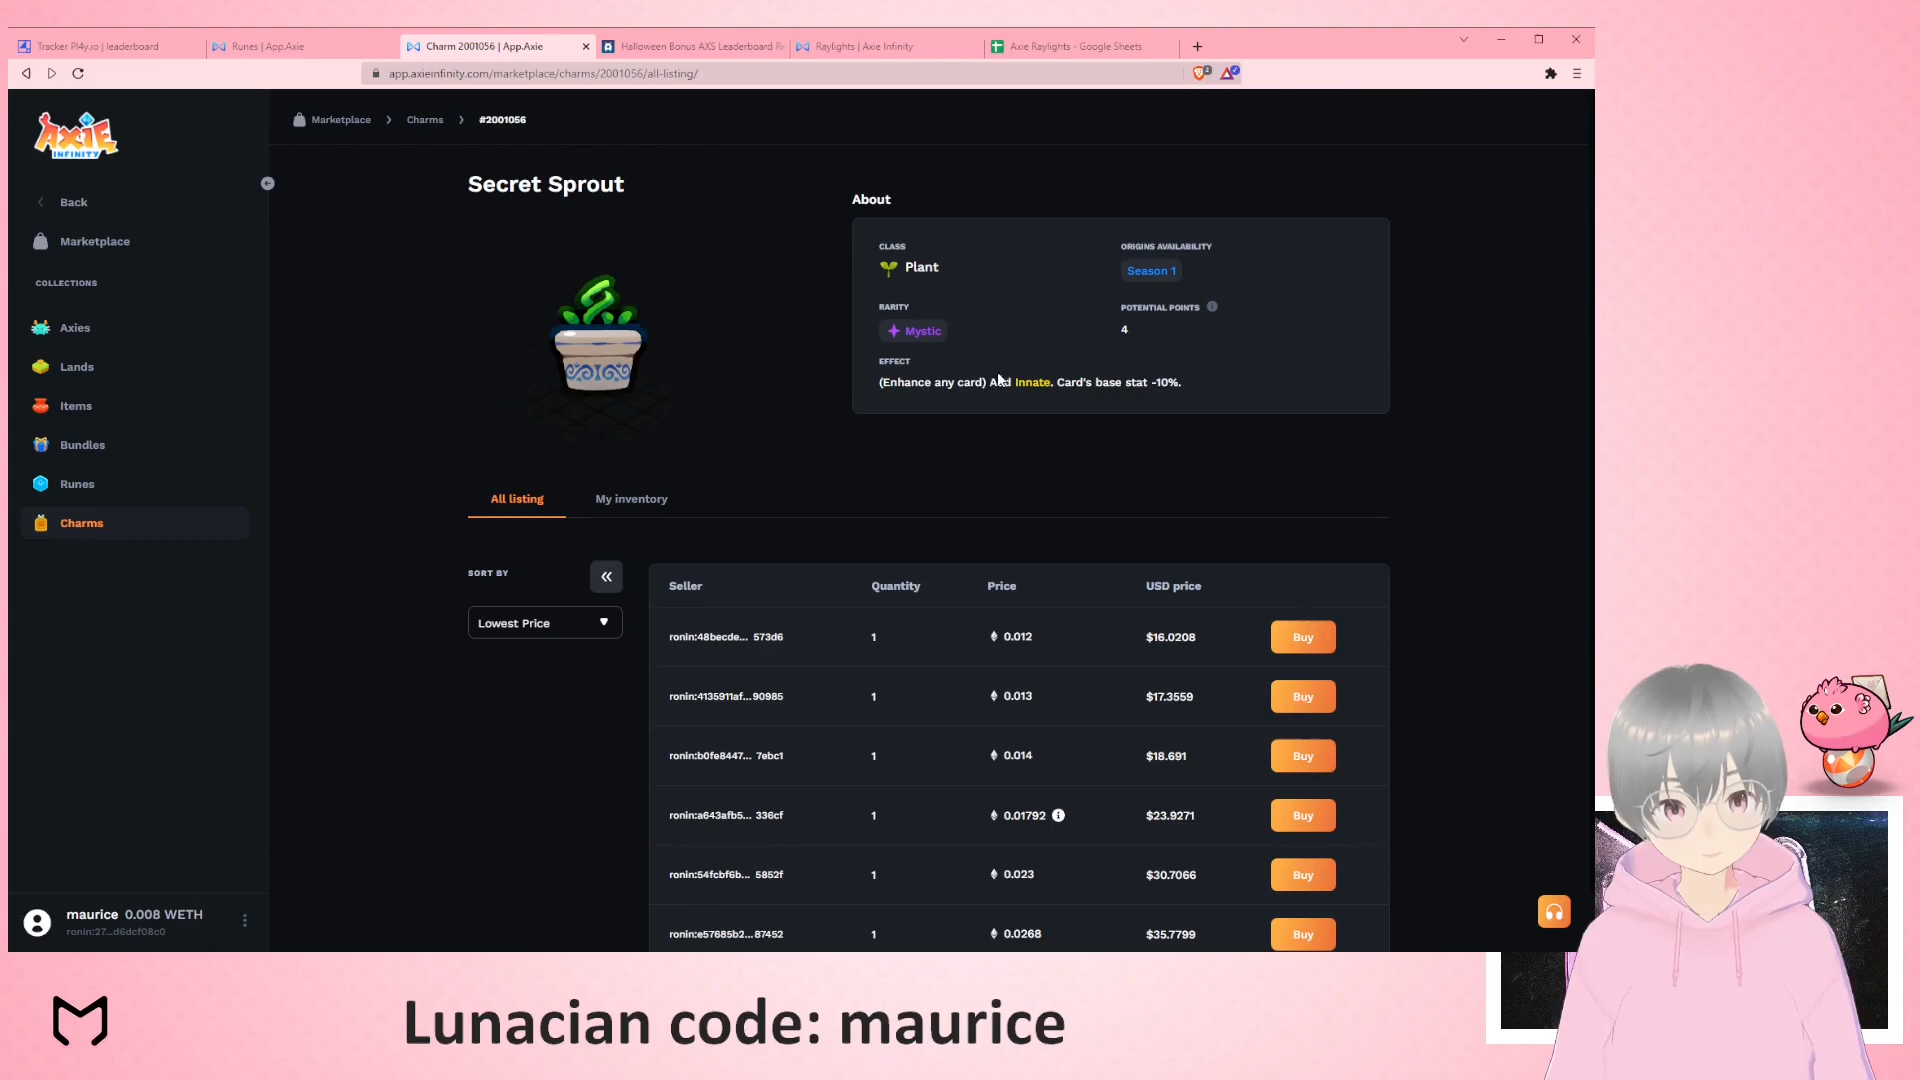 Tracker Pl4y.io | leaderboard
Runes | App.Axie
Charm 2001056 | App.Axie
Halloween Bonus AXS Leaderboard R
Raylights | Axie Infinity
Axie Raylights - Google Sheets
app.axieinfinity.com/marketplace/charms/2001056/all-listing/
AXIE
INFINITY
Marketplace
Charms
#2001056
Back
Marketplace
COLLECTIONS
Axies
Lands
Items
Bundles
Runes
Charms
maurice 0.008 WETH
ronin:27...d6dcf08c0
Secret Sprout
About
CLASS
Plant
ORIGINS AVAILABILITY
Season 1
RARITY
Mystic
POTENTIAL POINTS
4
EFFECT
(Enhance any card) Add Innate. Card's base stat -10%.
All listing
My inventory
SORT BY
Lowest Price
Seller Quantity Price USD price
ronin:48becde... 573d6 1 0.012 $16.0208 Buy
ronin:4135911af...90985 1 0.013 $17.3559 Buy
ronin:b0fe8447... 7ebc1 1 0.014 $18.691 Buy
ronin:a643afb5... 336cf 1 0.01792 $23.9271 Buy
ronin:54fcbf6b... 5852f 1 0.023 $30.7066 Buy
ronin:e57685b2...87452 1 0.0268 $35.7799 Buy
Lunacian code: maurice